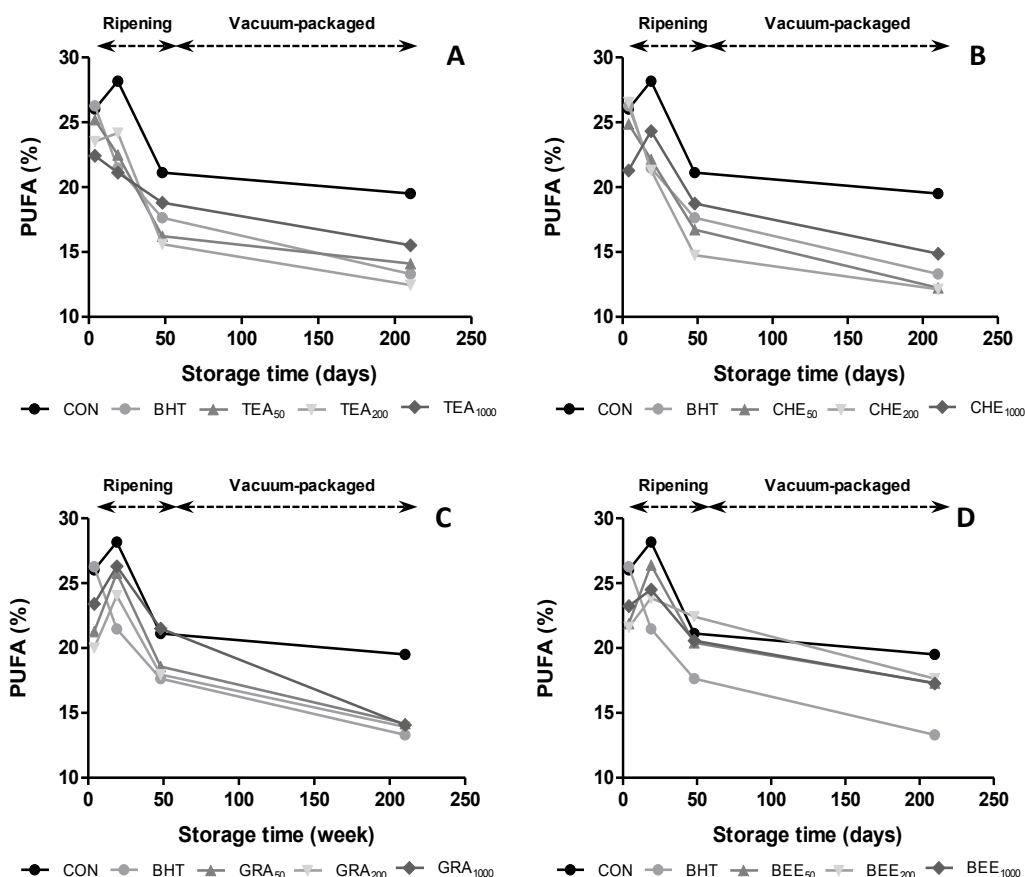 Ripening Vacuum-packaged
A
30
25
20
15
10
PUFA (%)
0 50 100 150 200 250
Storage time (days)
CON BHT TEA50 TEA200 TEA1000
Ripening Vacuum-packaged
B
30
25
20
15
10
PUFA (%)
0 50 100 150 200 250
Storage time (days)
CON BHT CHE50 CHE200 CHE1000
Ripening Vacuum-packaged
C
30
25
20
15
10
PUFA (%)
0 50 100 150 200 250
Storage time (week)
CON BHT GRA50 GRA200 GRA1000
Ripening Vacuum-packaged
D
30
25
20
15
10
PUFA (%)
0 50 100 150 200 250
Storage time (days)
CON BHT BEE50 BEE200 BEE1000